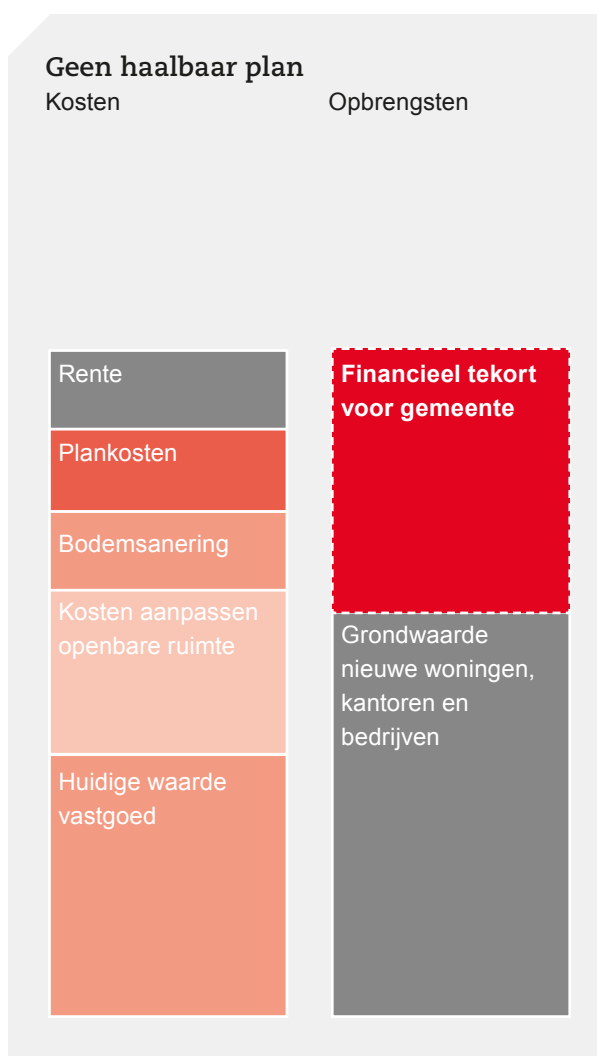 Geen haalbaar plan
Kosten
Opbrengsten
Rente
Plankosten
Bodemsanering
Kosten aanpassen
openbare ruimte
Huidige waarde
vastgoed
Financieel tekort
voor gemeente
Grondwaarde
nieuwe woningen,
kantoren en
bedrijven